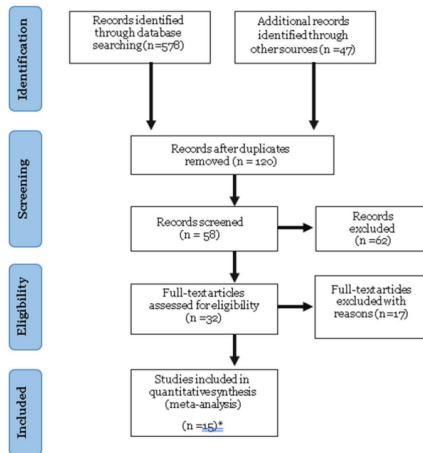 Identification
Records identified
through database
searching (n=578)
Additional records
identified through
other sources (n =47)
Screening
Records after duplicates
removed (n = 120)
Records screened
(n = 58)
Records
excluded
(n =62)
Eligibility
Full-text articles
assessed for eligibility
(n =32)
Full-text articles
excluded with
reasons (n=17)
Included
Studies included in
quantitative synthesis
(meta-analysis)
(n =15)*